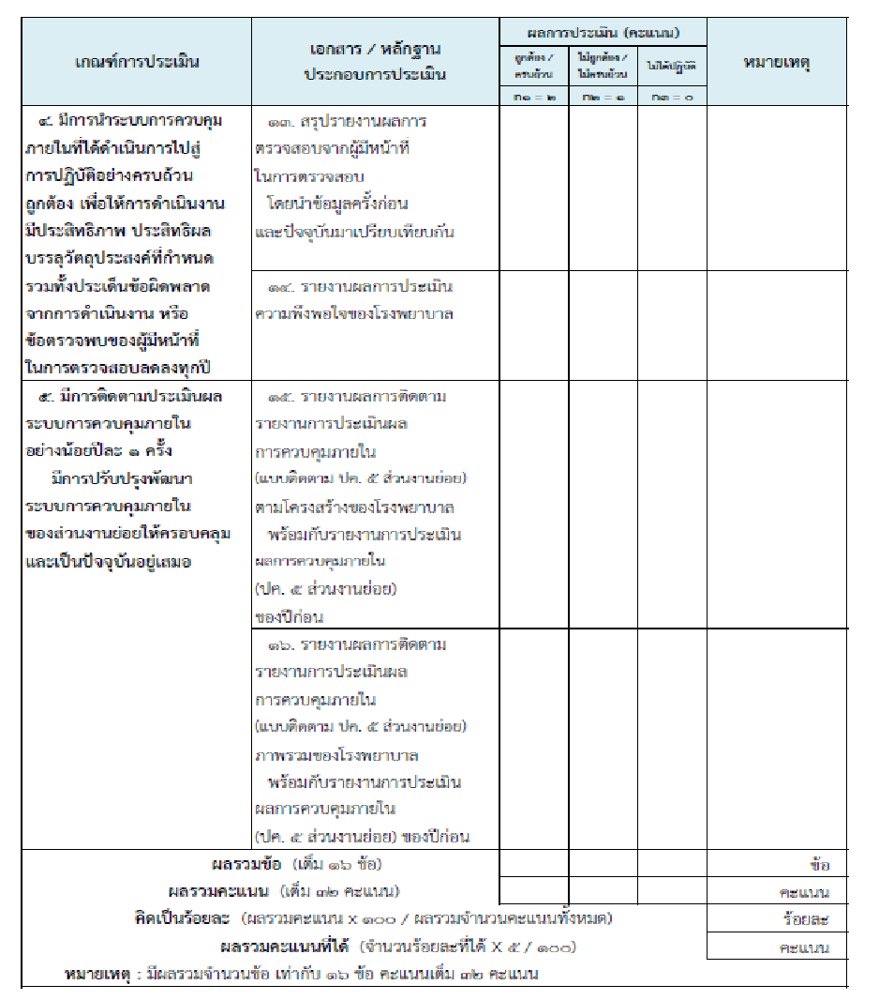 เกณฑ์การประเมิน
เอกสาร / หลักฐาน
ประกอบการประเมิน
ผลการประเมิน (คะแนน)
หมายเหตุ
ถูกต้อง /
ครบถ้วน
ไม่ถูกต้อง /
ไม่ครบถ้วน
ไม่ได้ปฏิบัติ
ก๑ = ๒
ก๒ = ๑
ก๓ = ๐
๔. มีการนำระบบการควบคุม
ภายในที่ได้ดำเนินการไปสู่
การปฏิบัติอย่างครบถ้วน
ถูกต้อง เพื่อให้การดำเนินงาน
มีประสิทธิภาพ ประสิทธิผล
บรรลุวัตถุประสงค์ที่กำหนด
รวมทั้งประเด็นข้อผิดพลาด
จากการดำเนินงาน หรือ
ข้อตรวจพบของผู้มีหน้าที่
ในการตรวจสอบลดลงทุกปี
๑๓. สรุปรายงานผลการ
ตรวจสอบจากผู้มีหน้าที่
ในการตรวจสอบ
โดยนำข้อมูลครั้งก่อน
และปัจจุบันมาเปรียบเทียบกัน
๑๔. รายงานผลการประเมิน
ความพึงพอใจของโรงพยาบาล
๕. มีการติดตามประเมินผล
ระบบการควบคุมภายใน
อย่างน้อยปีละ ๑ ครั้ง
มีการปรับปรุงพัฒนา
ระบบการควบคุมภายใน
ของส่วนงานย่อยให้ครอบคลุม
และเป็นปัจจุบันอยู่เสมอ
๑๕. รายงานผลการติดตาม
รายงานการประเมินผล
การควบคุมภายใน
(แบบติดตาม ปค. ๕ ส่วนงานย่อย)
ตามโครงสร้างของโรงพยาบาล
พร้อมกับรายงานการประเมิน
ผลการควบคุมภายใน
(ปค. ๕ ส่วนงานย่อย)
ของปีก่อน
๑๖. รายงานผลการติดตาม
รายงานการประเมินผล
การควบคุมภายใน
(แบบติดตาม ปค. ๕ ส่วนงานย่อย)
ภาพรวมของโรงพยาบาล
พร้อมกับรายงานการประเมิน
ผลการควบคุมภายใน
(ปค. ๕ ส่วนงานย่อย) ของปีก่อน
ผลรวมข้อ (เต็ม ๑๖ ข้อ) ข้อ
ผลรวมคะแนน (เต็ม ๓๒ คะแนน) คะแนน
คิดเป็นร้อยละ (ผลรวมคะแนน X ๑๐๐ / ผลรวมจำนวนคะแนนทั้งหมด) ร้อยละ
ผลรวมคะแนนที่ได้ (จำนวนร้อยละที่ได้ X ๕ / ๑๐๐) คะแนน
หมายเหตุ : มีผลรวมจำนวนข้อ เท่ากับ ๑๖ ข้อ คะแนนเต็ม ๓๒ คะแนน